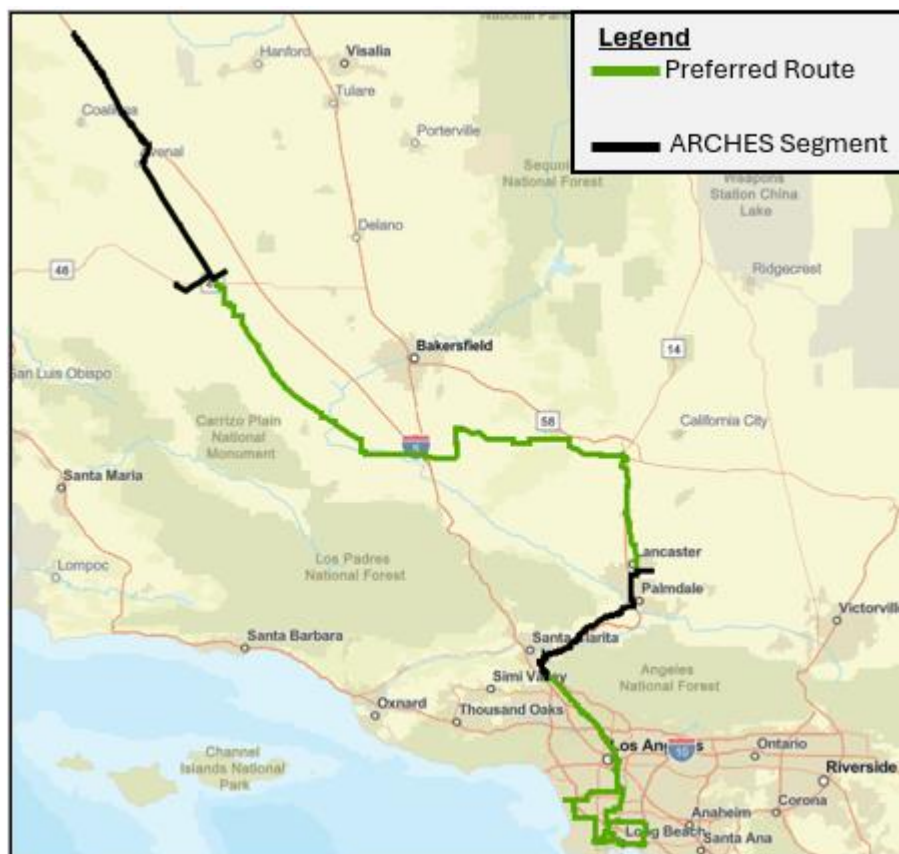 National Park
Legend
Preferred Route
ARCHES Segment
Hanford
Visalia
Tulare
Coalinga
Avenal
Porterville
Sequoia
National Forest
Weapons
Station China
Lake
Delano
46
Ridgecrest
Bakersfield
14
San Luis Obispo
Carrizo Plain
National
Monument
58
California City
5
Santa Maria
Lancaster
Los Padres
National Forest
Lompoc
Palmdale
Victorville
Santa Barbara
Santa Clarita
Angeles
National Forest
Simi Valley
Oxnard
Thousand Oaks
Channel
Islands National
Park
Los Angeles
10
Ontario
Riverside
Anaheim
Corona
Long Beach
Santa Ana